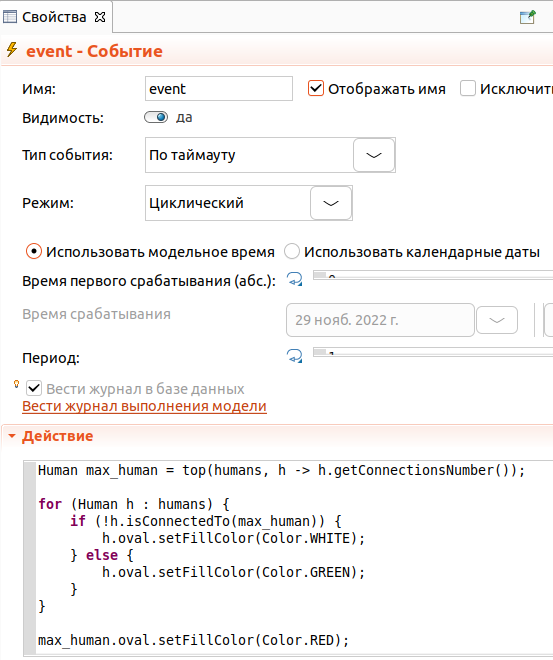 Свойства
event - Событие
Имя: event Отображать имя Исключить
Видимость: да
Тип события: По таймауту
Режим: Циклический
Использовать модельное время Использовать календарные даты
Время первого срабатывания (абс.):
Время срабатывания 29 нояб. 2022 г.
Период:
Вести журнал в базе данных
Вести журнал выполнения модели
Действие
Human max_human = top(humans, h -> h.getConnectionsNumber());
for (Human h : humans) {
if (!h.isConnectedTo(max_human)) {
h.oval.setFillColor(Color.WHITE);
} else {
h.oval.setFillColor(Color.GREEN);
}
}
max_human.oval.setFillColor(Color.RED);